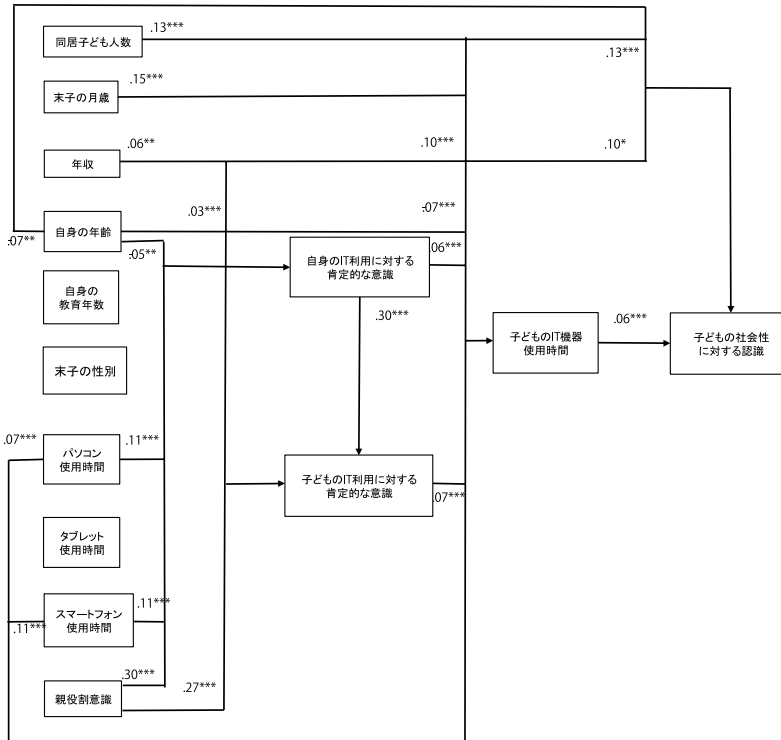 .13***
同居子ども人数
.13***
.15***
末子の月歳
.06**
.10***
.10*
年収
.03***
-.07***
自身の年齢
-.07**
-.05**
.06***
自身のIT利用に対する
肯定的な意識
自身の
教育年数
.30***
.06***
子どものIT機器
使用時間
子どもの社会性
に対する認識
末子の性別
.07***
.11***
パソコン
使用時間
子どものIT利用に対する
肯定的な意識
.07***
タブレット
使用時間
.11***
スマートフォン
使用時間
.11***
.30***
.27***
親役割意識